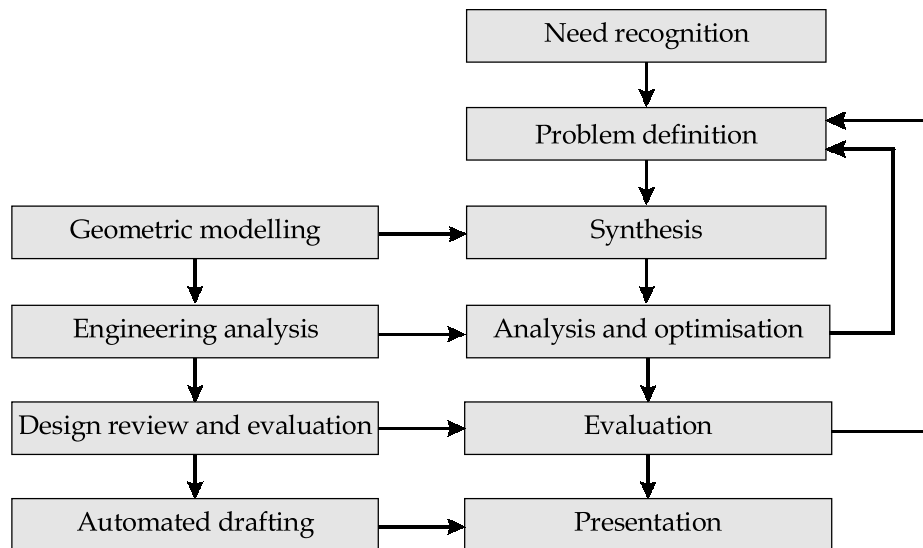 Need recognition
Problem definition
Geometric modelling
Synthesis
Engineering analysis
Analysis and optimisation
Design review and evaluation
Evaluation
Automated drafting
Presentation